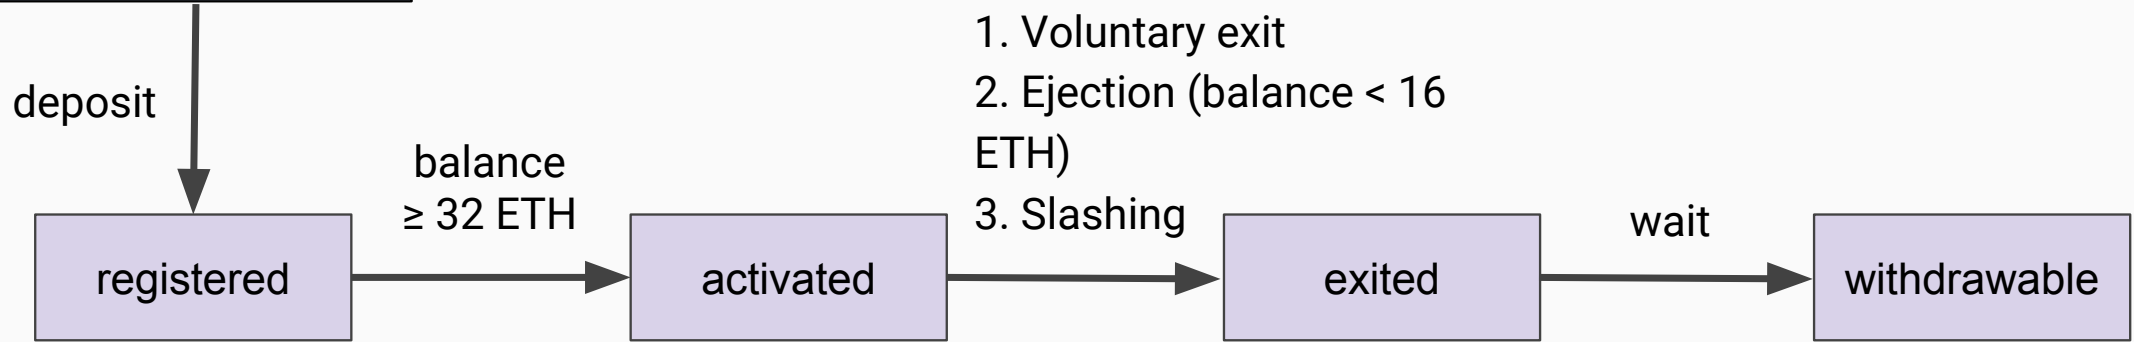 1. Voluntary exit
2. Ejection (balance < 16
ETH)
3. Slashing
deposit
balance
≥ 32 ETH
wait
registered
activated
exited
withdrawable